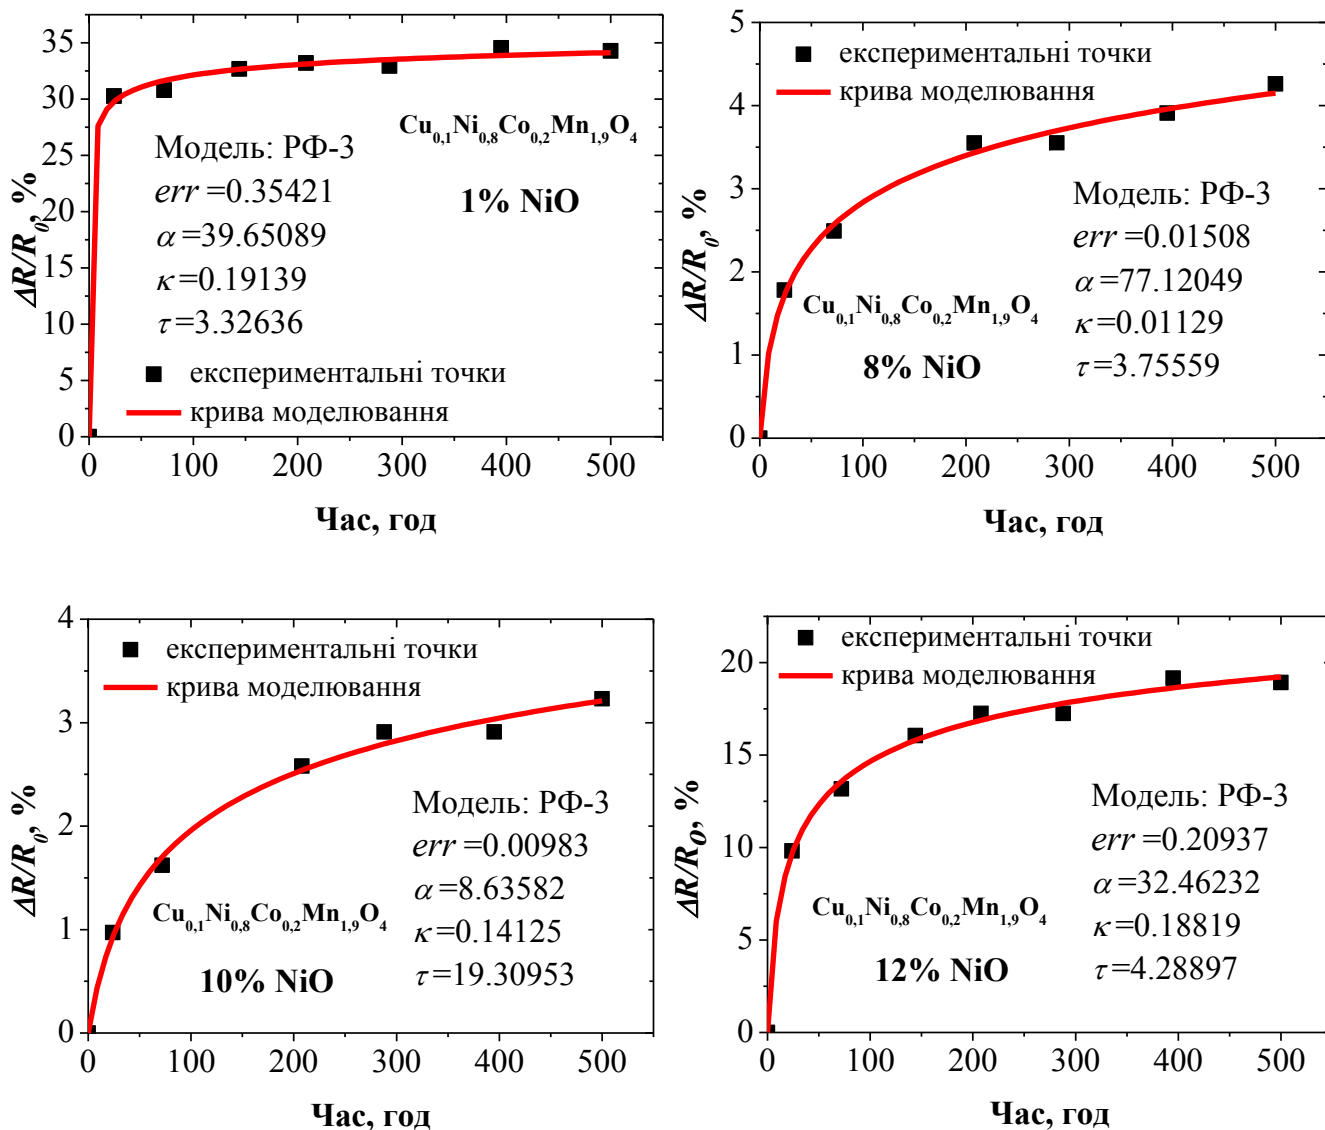 ΔR/R0, %
35
30
25
20
15
10
5
0
експериментальні точки
крива моделювання
Cu0,1Ni0,8Co0,2Mn1,9O4
1% NiO
Модель: РФ-3
err =0.35421
α =39.65089
κ =0.19139
τ =3.32636
експериментальні точки
крива моделювання
0 100 200 300 400 500
Час, год
ΔR/R0, %
5
4
3
2
1
0
експериментальні точки
крива моделювання
Модель: РФ-3
err =0.01508
α =77.12049
κ =0.01129
τ =3.75559
Cu0,1Ni0,8Co0,2Mn1,9O4
8% NiO
0 100 200 300 400 500
Час, год
ΔR/R0, %
4
3
2
1
0
експериментальні точки
крива моделювання
Модель: РФ-3
err =0.00983
α =8.63582
κ =0.14125
τ =19.30953
Cu0,1Ni0,8Co0,2Mn1,9O4
10% NiO
0 100 200 300 400 500
Час, год
ΔR/R0, %
20
15
10
5
0
експериментальні точки
крива моделювання
Модель: РФ-3
err =0.20937
α =32.46232
κ =0.18819
τ =4.28897
Cu0,1Ni0,8Co0,2Mn1,9O4
12% NiO
0 100 200 300 400 500
Час, год